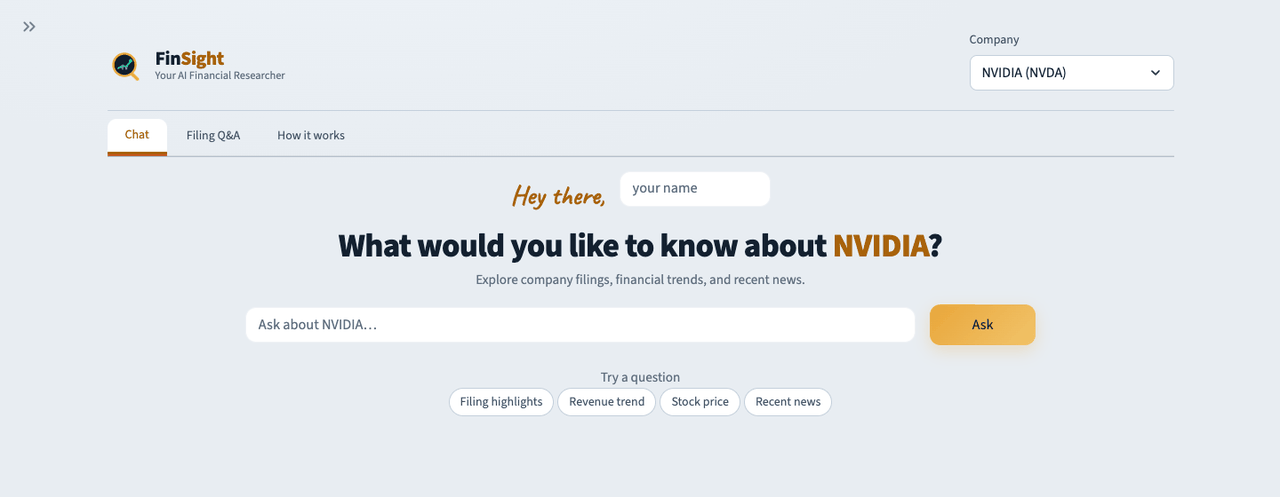 FinSight
Your AI Financial Researcher
Company
NVIDIA (NVDA)
Chat
Filing Q&A
How it works
Hey there,
your name
What would you like to know about NVIDIA?
Explore company filings, financial trends, and recent news.
Ask about NVIDIA...
Ask
Try a question
Filing highlights
Revenue trend
Stock price
Recent news